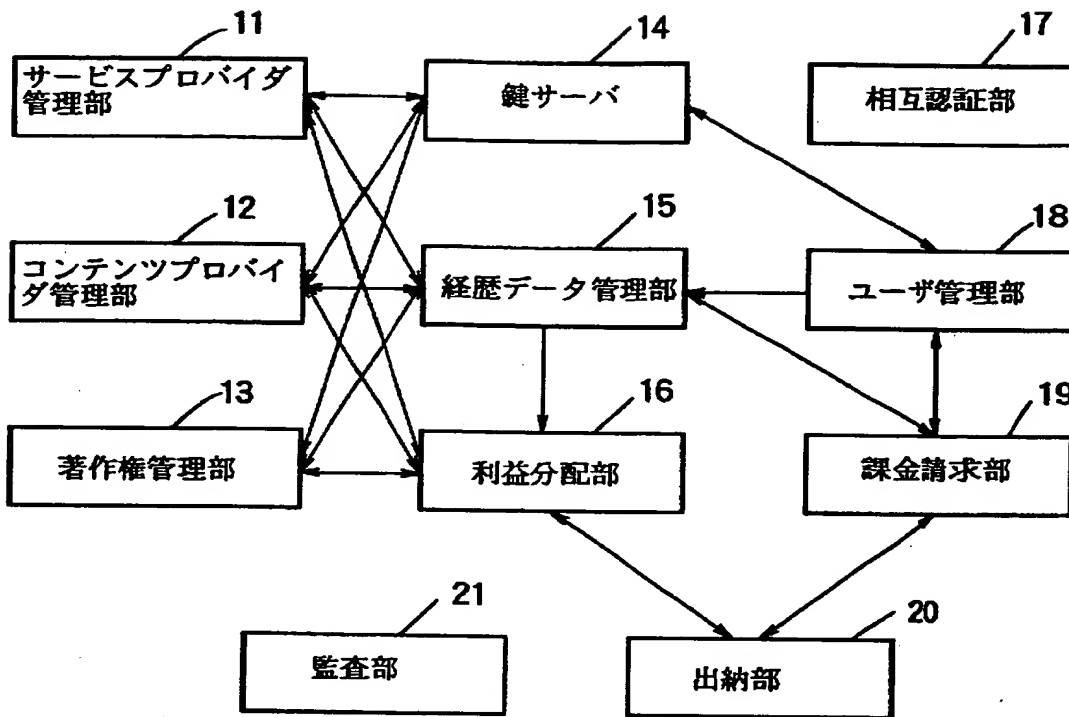 11
サービスプロバイダ
管理部
14
鍵サーバ
17
相互認証部
12
コンテンツプロバイ
ダ管理部
15
経歴データ管理部
18
ユーザ管理部
13
著作権管理部
16
利益分配部
19
課金請求部
21
監査部
20
出納部